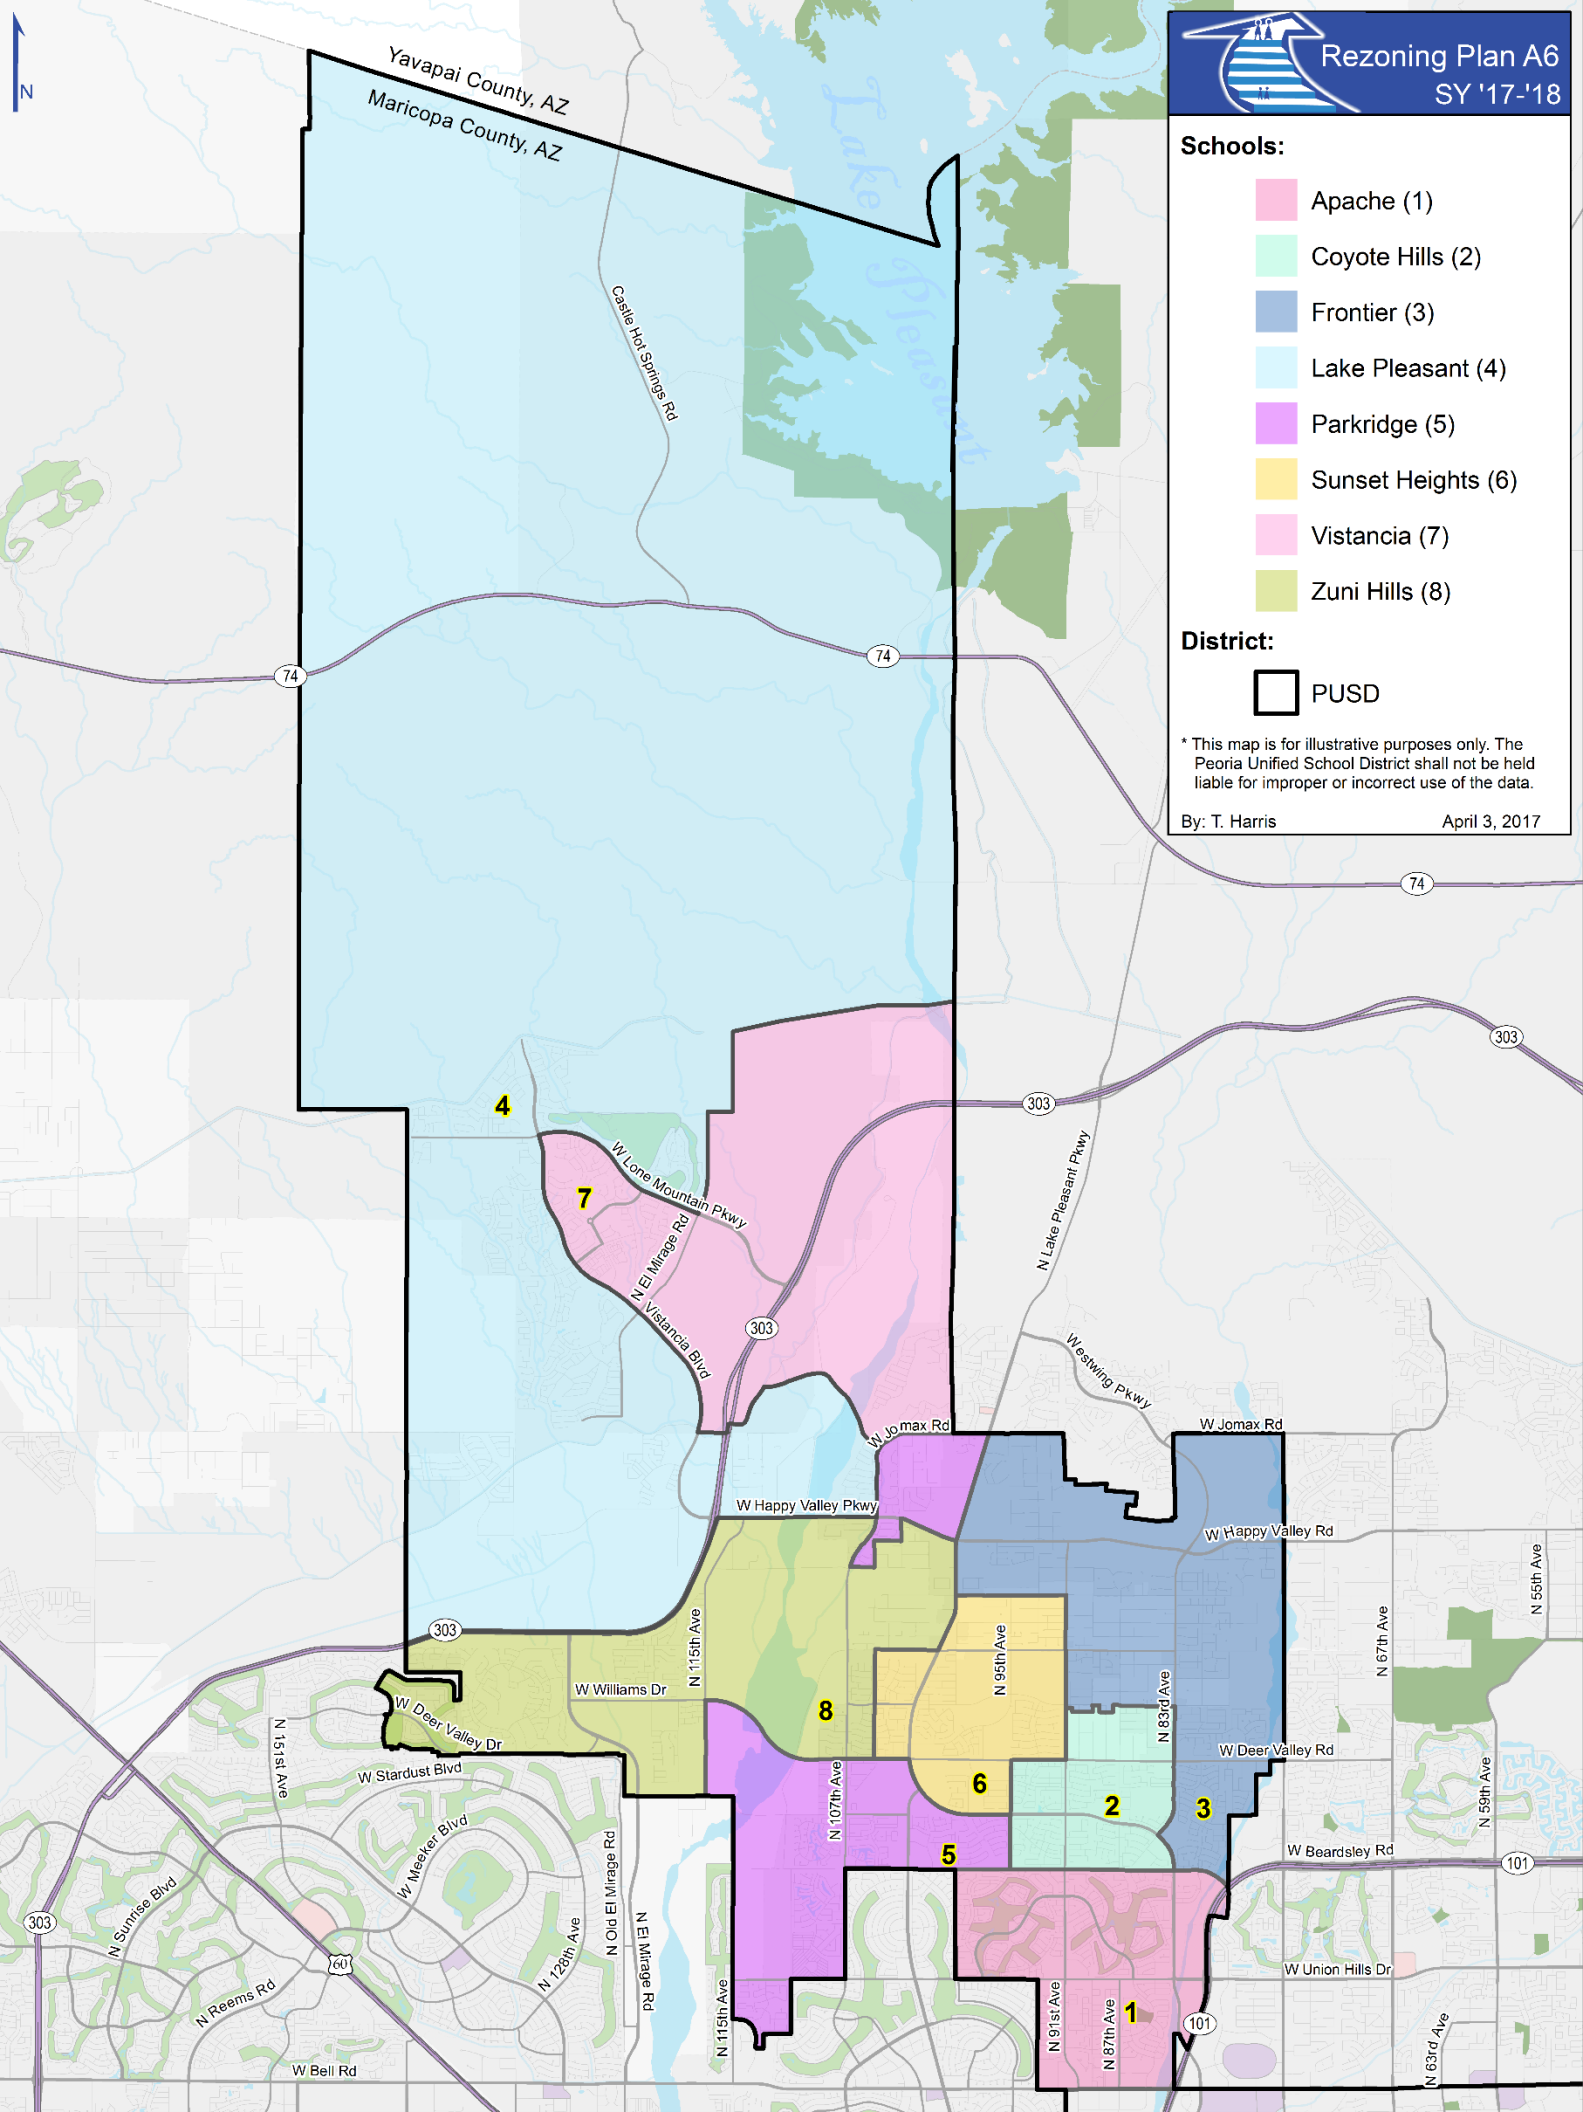 N
Yavapai County, AZ
Maricopa County, AZ
Lake
Pleasant
Rezoning Plan A6
SY '17-'18
Schools:
Apache (1)
Coyote Hills (2)
Frontier (3)
Lake Pleasant (4)
Parkridge (5)
Sunset Heights (6)
Vistancia (7)
Zuni Hills (8)
District:
PUSD
* This map is for illustrative purposes only. The
Peoria Unified School District shall not be held
liable for improper or incorrect use of the data.
By: T. Harris
April 3, 2017
Castle Hot Springs Rd
74
74
74
303
303
4
7
W Lone Mountain Pkwy
N El Mirage Rd
Vistancia Blvd
303
N Lake Pleasant Pkwy
Westwing Pkwy
W Jomax Rd
W Jomax Rd
W Happy Valley Pkwy
W Happy Valley Rd
N 55th Ave
N 67th Ave
303
N 115th Ave
N 95th Ave
N 83rd Ave
W Williams Dr
8
W Deer Valley Dr
W Deer Valley Rd
N 151st Ave
W Stardust Blvd
N 107th Ave
6
2
3
N 59th Ave
W Meeker Blvd
5
W Beardsley Rd
101
N Sunrise Blvd
N Old El Mirage Rd
303
60
N 128th Ave
N El Mirage Rd
W Union Hills Dr
N Reems Rd
N 115th Ave
N 91st Ave
N 87th Ave
1
101
N 63rd Ave
W Bell Rd